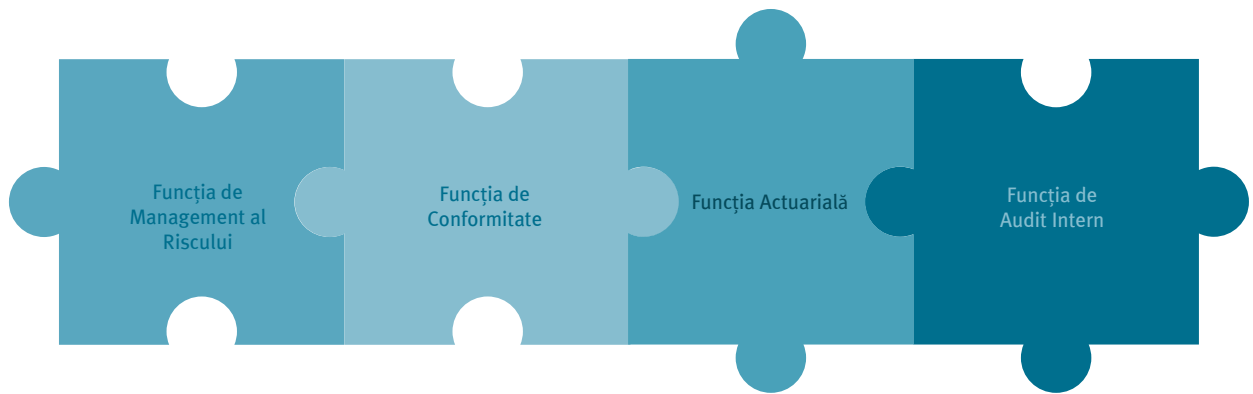 Funcția de
Management al
Riscului
Funcția de
Conformitate
Funcția Actuarială
Funcția de
Audit Intern